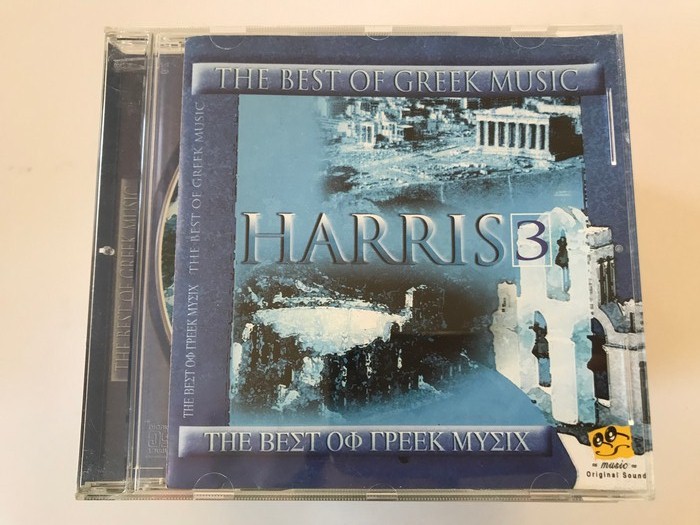 THE BEST OF GREEK MUSIC
HARRIS 3
THE ΒΕΣΤ ΟΦ ΓΡΕΕΚ ΜΥΣΙΧ
THE BEST OF GREEK MUSIC
THE ΒΕΣΤ ΟΦ ΓΡΕΕΚ ΜΥΣΙΧ
THE BEST OF GREEK MUSIC
music
Original Sound